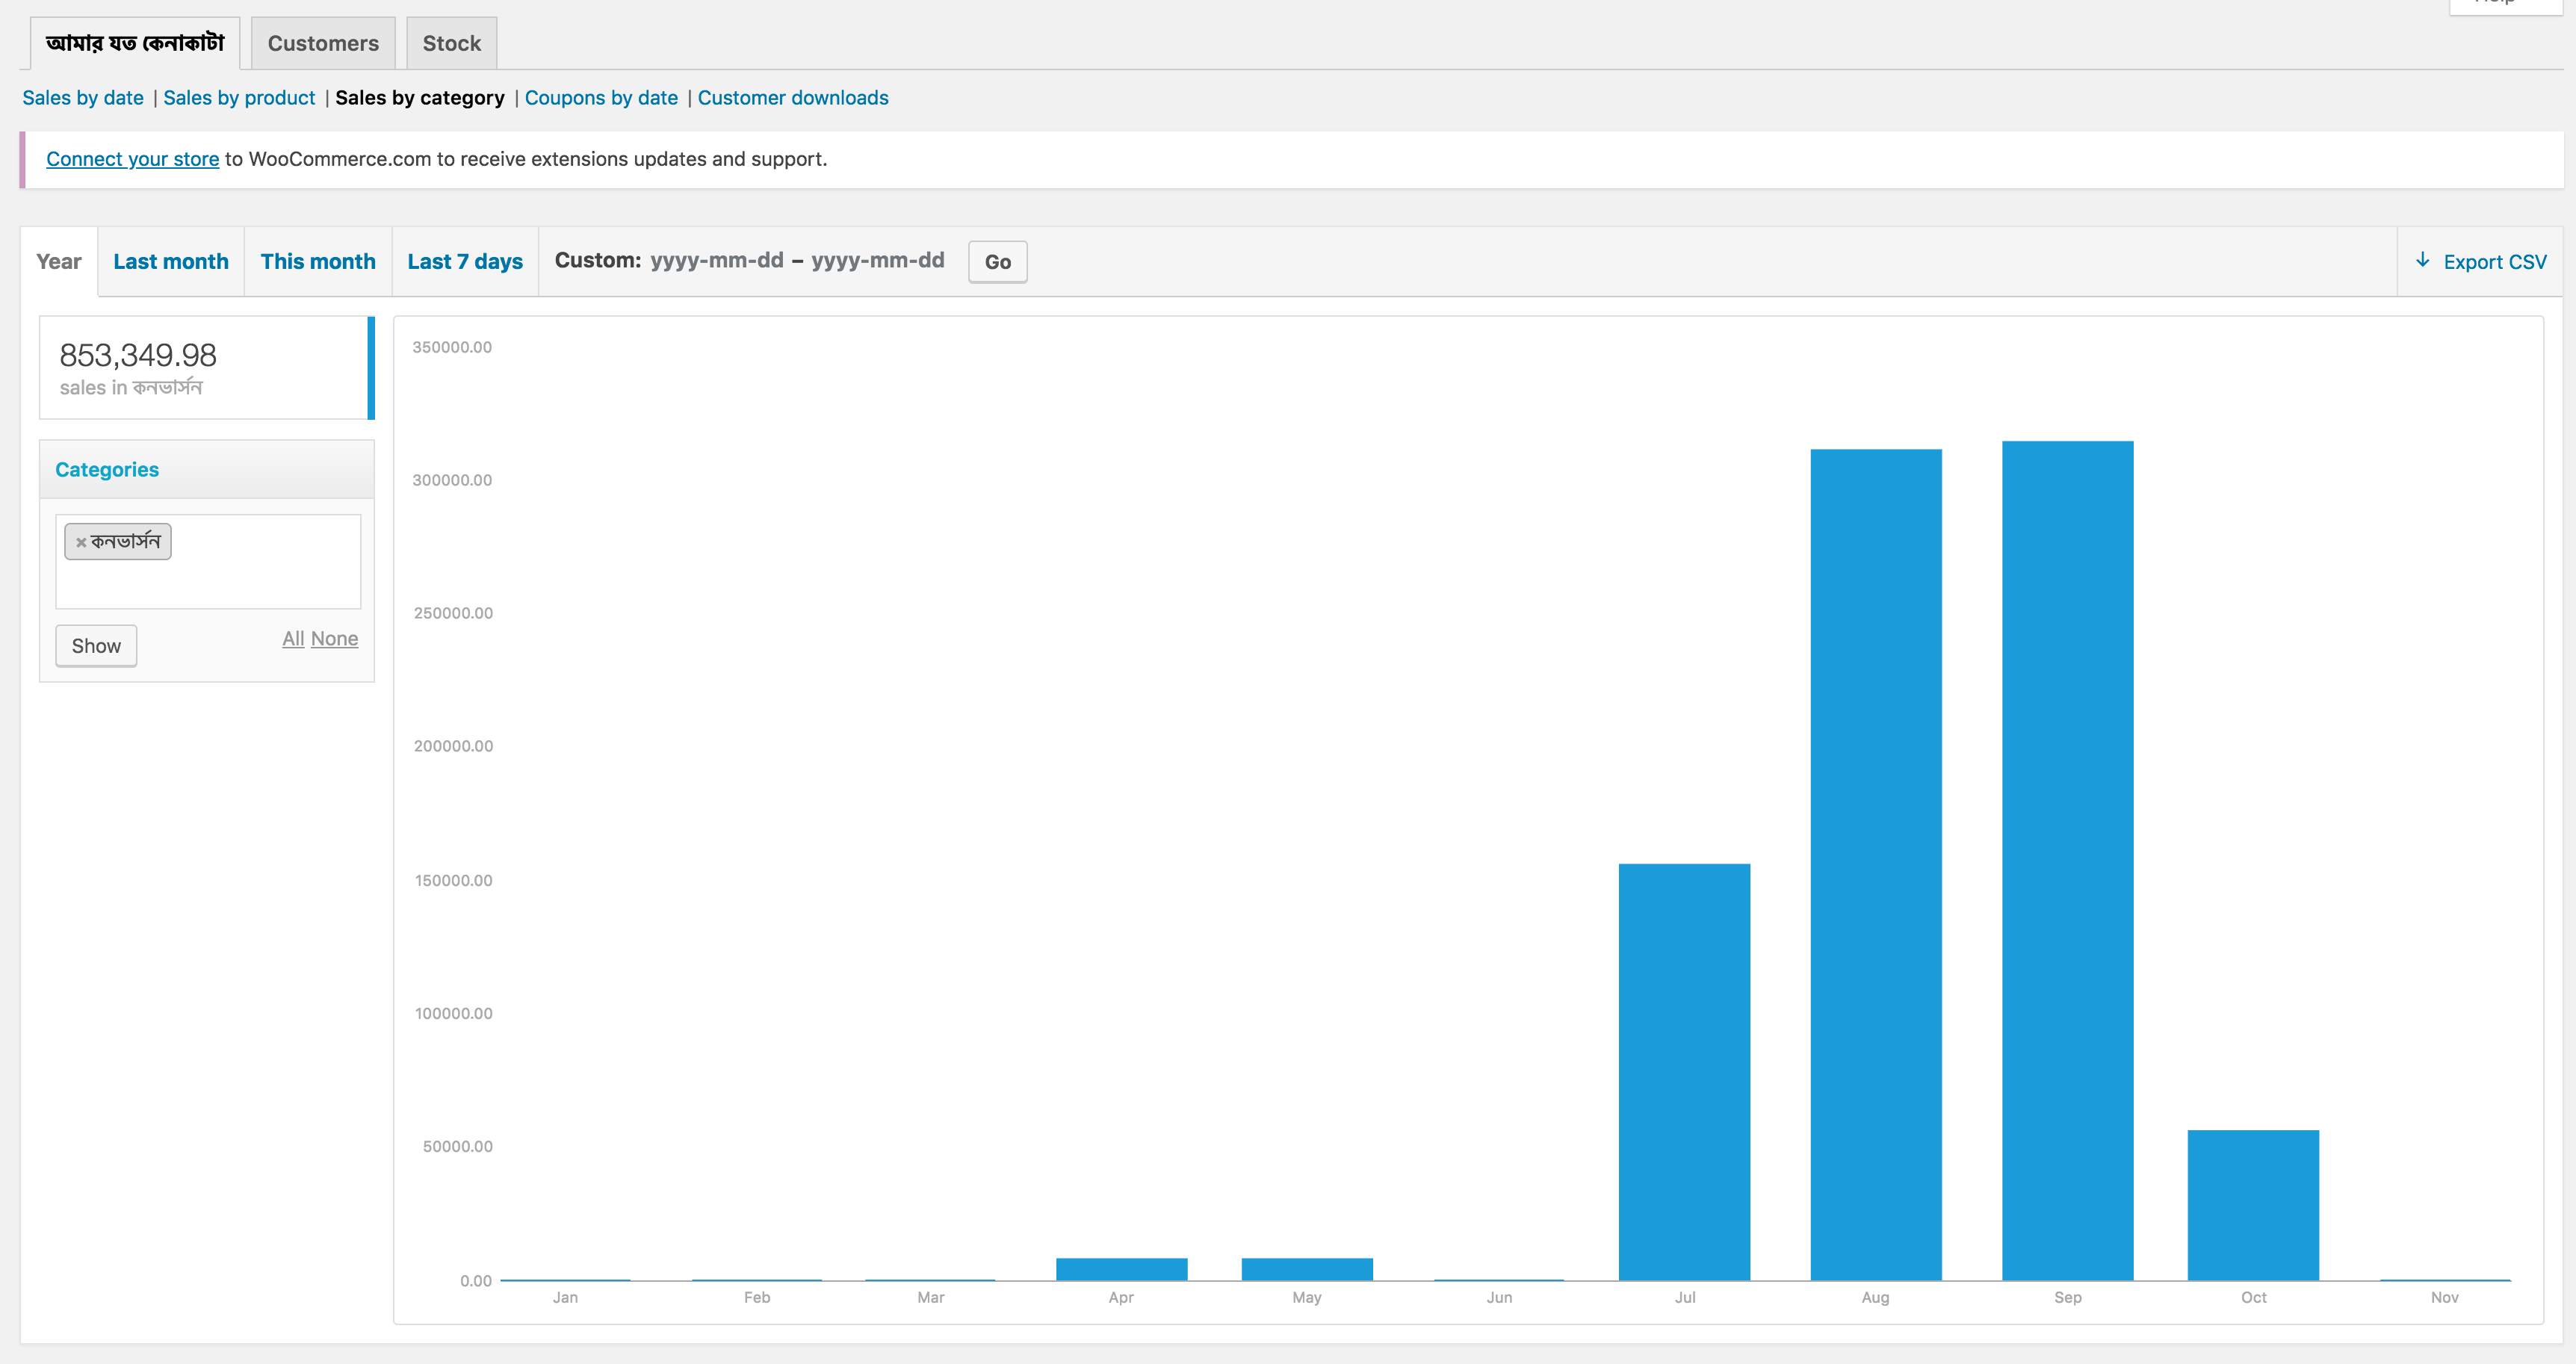 Help
আমার যত কেনাকাটা Customers Stock
Sales by date | Sales by product | Sales by category | Coupons by date | Customer downloads
Connect your store to WooCommerce.com to receive extensions updates and support.
Year Last month This month Last 7 days Custom: yyyy-mm-dd – yyyy-mm-dd Go Export CSV
853,349.98
sales in কনভার্সন
Categories
×কনভার্সন
Show All None
350000.00
300000.00
250000.00
200000.00
150000.00
100000.00
50000.00
0.00
Jan Feb Mar Apr May Jun Jul Aug Sep Oct Nov